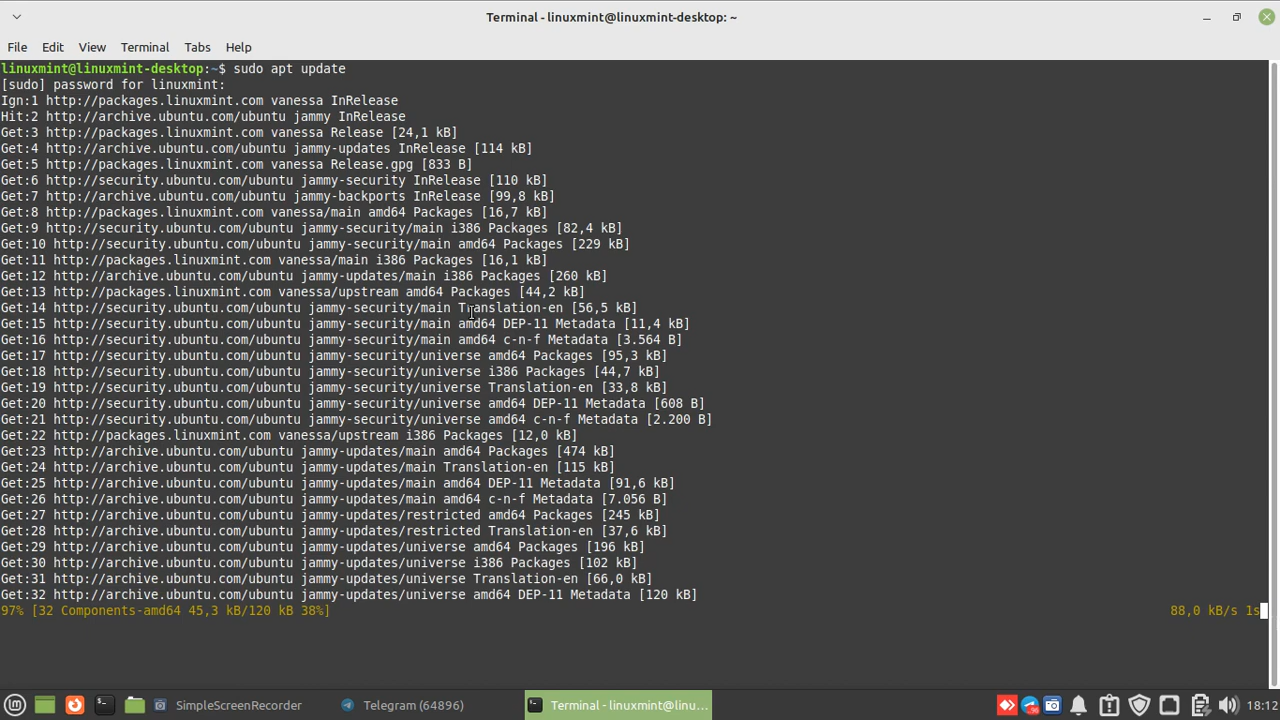 Terminal - linuxmint@linuxmint-desktop: ~
File Edit View Terminal Tabs Help
linuxmint@linuxmint-desktop:~$ sudo apt update
[sudo] password for linuxmint:
Ign:1 http://packages.linuxmint.com vanessa InRelease
Hit:2 http://archive.ubuntu.com/ubuntu jammy InRelease
Get:3 http://packages.linuxmint.com vanessa Release [24,1 kB]
Get:4 http://archive.ubuntu.com/ubuntu jammy-updates InRelease [114 kB]
Get:5 http://packages.linuxmint.com vanessa Release.gpg [833 B]
Get:6 http://security.ubuntu.com/ubuntu jammy-security InRelease [110 kB]
Get:7 http://archive.ubuntu.com/ubuntu jammy-backports InRelease [99,8 kB]
Get:8 http://packages.linuxmint.com vanessa/main amd64 Packages [16,7 kB]
Get:9 http://security.ubuntu.com/ubuntu jammy-security/main i386 Packages [82,4 kB]
Get:10 http://security.ubuntu.com/ubuntu jammy-security/main amd64 Packages [229 kB]
Get:11 http://packages.linuxmint.com vanessa/main i386 Packages [16,1 kB]
Get:12 http://archive.ubuntu.com/ubuntu jammy-updates/main i386 Packages [260 kB]
Get:13 http://packages.linuxmint.com vanessa/upstream amd64 Packages [44,2 kB]
Get:14 http://security.ubuntu.com/ubuntu jammy-security/main Translation-en [56,5 kB]
Get:15 http://security.ubuntu.com/ubuntu jammy-security/main amd64 DEP-11 Metadata [11,4 kB]
Get:16 http://security.ubuntu.com/ubuntu jammy-security/main amd64 c-n-f Metadata [3.564 B]
Get:17 http://security.ubuntu.com/ubuntu jammy-security/universe amd64 Packages [95,3 kB]
Get:18 http://security.ubuntu.com/ubuntu jammy-security/universe i386 Packages [44,7 kB]
Get:19 http://security.ubuntu.com/ubuntu jammy-security/universe Translation-en [33,8 kB]
Get:20 http://security.ubuntu.com/ubuntu jammy-security/universe amd64 DEP-11 Metadata [608 B]
Get:21 http://security.ubuntu.com/ubuntu jammy-security/universe amd64 c-n-f Metadata [2.200 B]
Get:22 http://packages.linuxmint.com vanessa/upstream i386 Packages [12,0 kB]
Get:23 http://archive.ubuntu.com/ubuntu jammy-updates/main amd64 Packages [474 kB]
Get:24 http://archive.ubuntu.com/ubuntu jammy-updates/main Translation-en [115 kB]
Get:25 http://archive.ubuntu.com/ubuntu jammy-updates/main amd64 DEP-11 Metadata [91,6 kB]
Get:26 http://archive.ubuntu.com/ubuntu jammy-updates/main amd64 c-n-f Metadata [7.056 B]
Get:27 http://archive.ubuntu.com/ubuntu jammy-updates/restricted amd64 Packages [245 kB]
Get:28 http://archive.ubuntu.com/ubuntu jammy-updates/restricted Translation-en [37,6 kB]
Get:29 http://archive.ubuntu.com/ubuntu jammy-updates/universe amd64 Packages [196 kB]
Get:30 http://archive.ubuntu.com/ubuntu jammy-updates/universe i386 Packages [102 kB]
Get:31 http://archive.ubuntu.com/ubuntu jammy-updates/universe Translation-en [66,0 kB]
Get:32 http://archive.ubuntu.com/ubuntu jammy-updates/universe amd64 DEP-11 Metadata [120 kB]
97% [32 Components-amd64 45,3 kB/120 kB 38%] 88,0 kB/s 1s
SimpleScreenRecorder Telegram (64896) Terminal - linuxmint@linu... 18:12